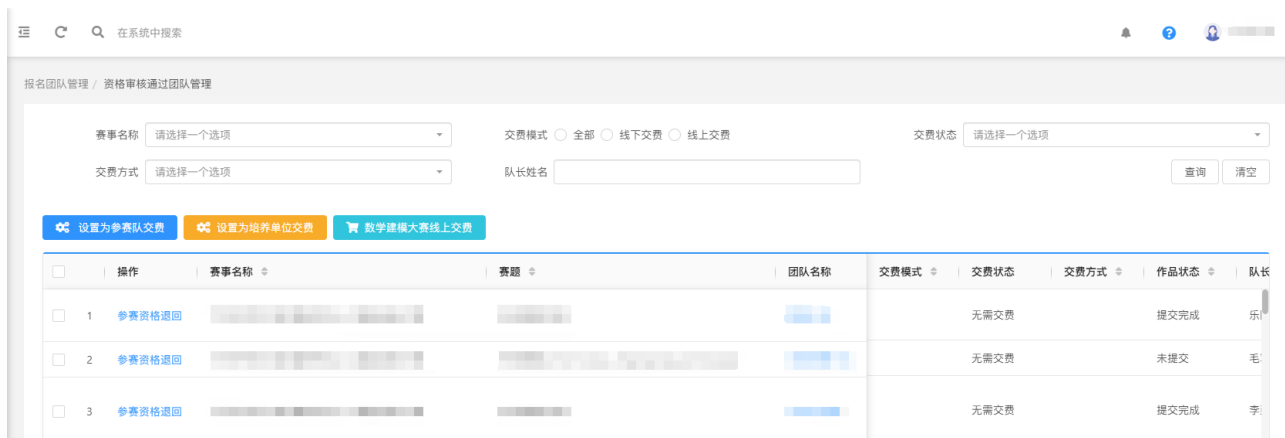 在系统中搜索
报名团队管理 / 资格审核通过团队管理
赛事名称 请选择一个选项 交费模式 全部 线下交费 线上交费 交费状态 请选择一个选项
交费方式 请选择一个选项 队长姓名 查询 清空
设置为参赛队交费 设置为培养单位交费 数学建模大赛线上交费
操作 赛事名称 赛题 团队名称 交费模式 交费状态 交费方式 作品状态 队长
1 参赛资格退回 无需交费 提交完成
2 参赛资格退回 无需交费 未提交 毛
3 参赛资格退回 无需交费 提交完成 李